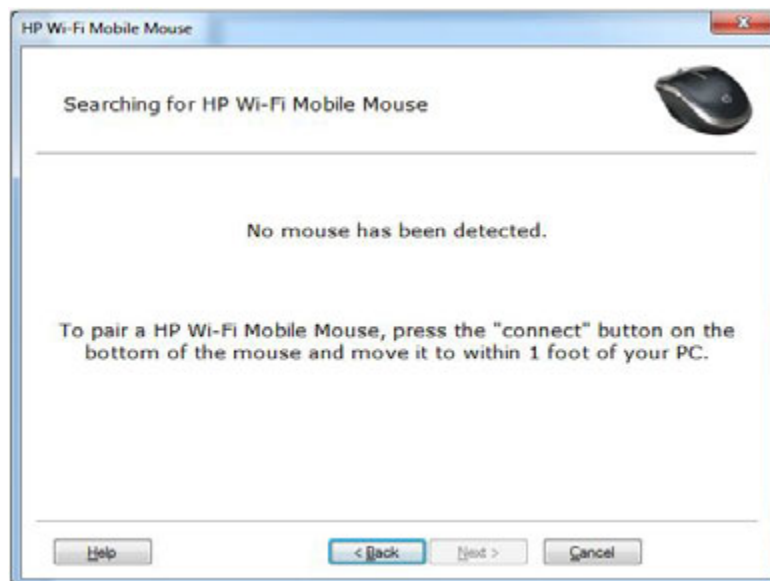 HP Wi-Fi Mobile Mouse
Searching for HP Wi-Fi Mobile Mouse
No mouse has been detected.
To pair a HP Wi-Fi Mobile Mouse, press the "connect" button on the
bottom of the mouse and move it to within 1 foot of your PC.
Help
< Back
Next >
Cancel